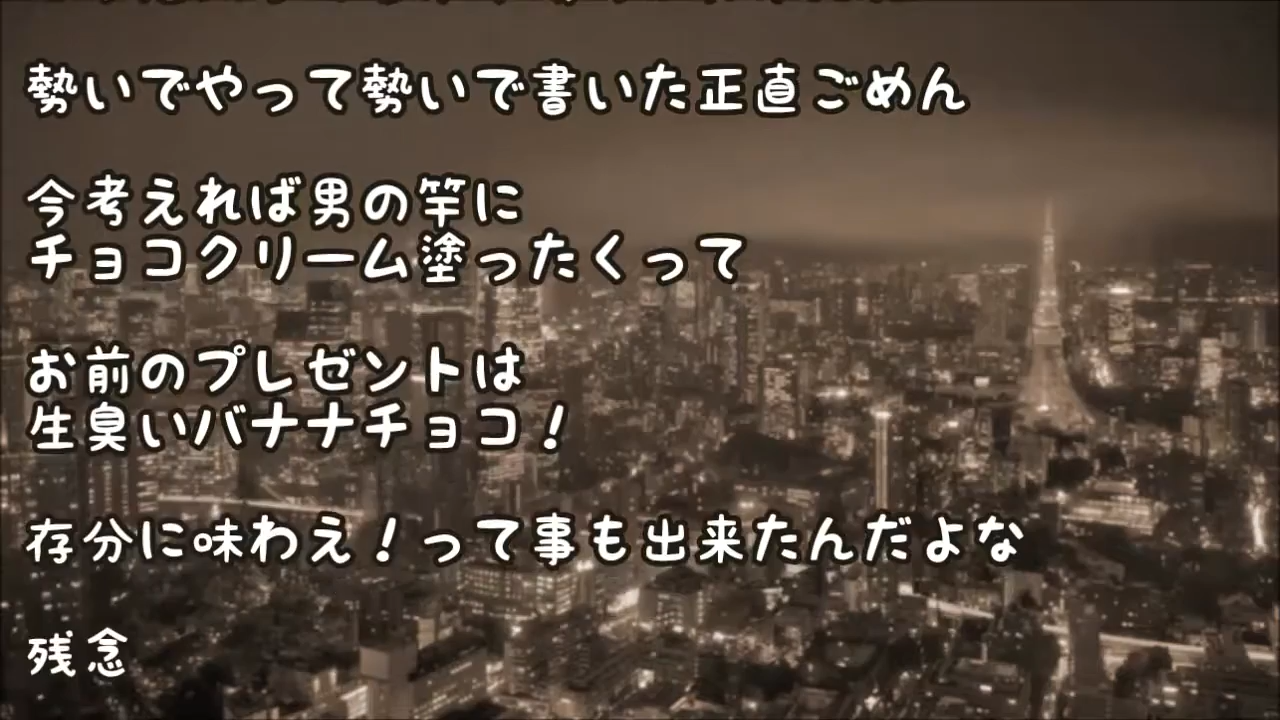 勢いでやって勢いで書いた正直ごめん
今考えれば男の竿に
チョコクリーム塗ったくって
お前のプレゼントは
生臭いバナナチョコ！
存分に味わえ！って事も出来たんだよな
残念